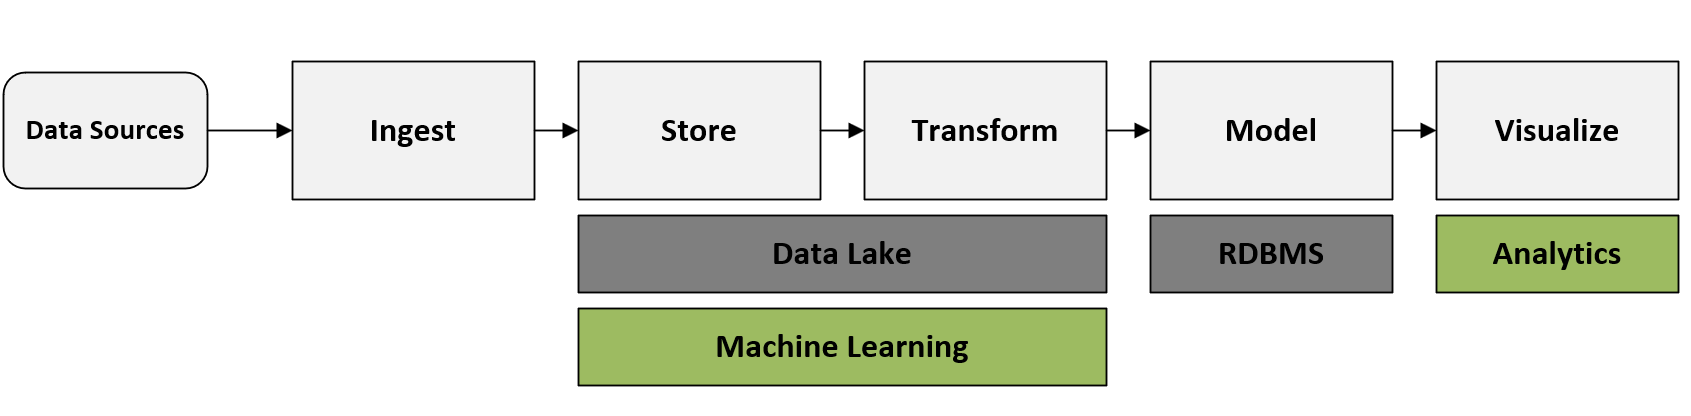 Data Sources
Ingest
Store
Transform
Model
Visualize
Data Lake
RDBMS
Analytics
Machine Learning